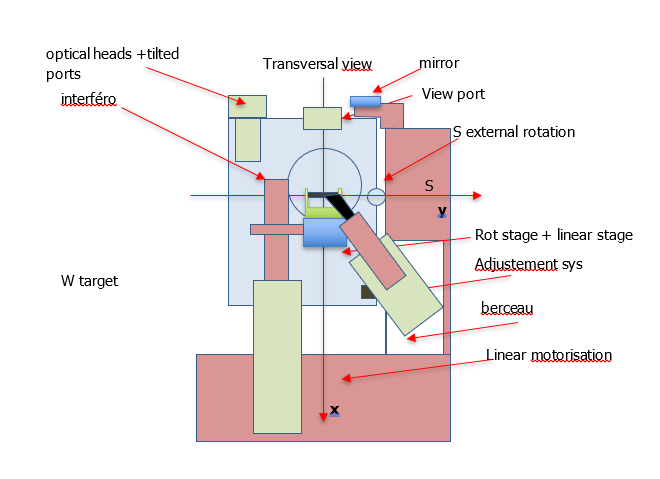 optical heads +tilted
ports
Transversal view
mirror
interféro
View port
S external rotation
S
y
Rot stage + linear stage
Adjustement sys
W target
berceau
Linear motorisation
x